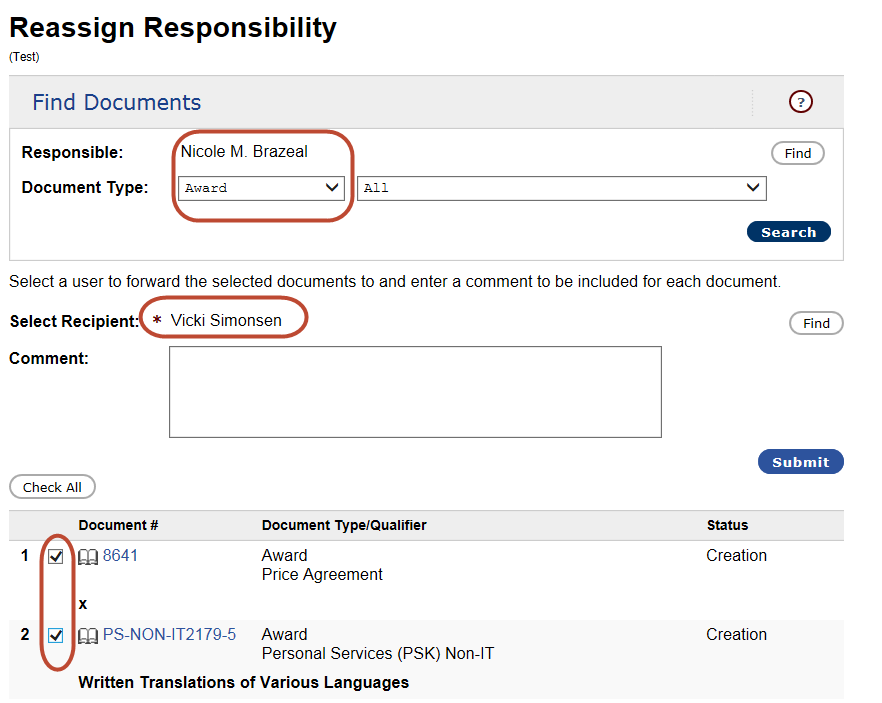 Reassign Responsibility
(Test)
Find Documents ?
Responsible: Nicole M. Brazeal Find
Document Type: Award All
Search
Select a user to forward the selected documents to and enter a comment to be included for each document.
Select Recipient: * Vicki Simonsen Find
Comment:
Submit
Check All
Document # Document Type/Qualifier Status
1 8641 Award Creation
Price Agreement
x
2 PS-NON-IT2179-5 Award Creation
Personal Services (PSK) Non-IT
Written Translations of Various Languages